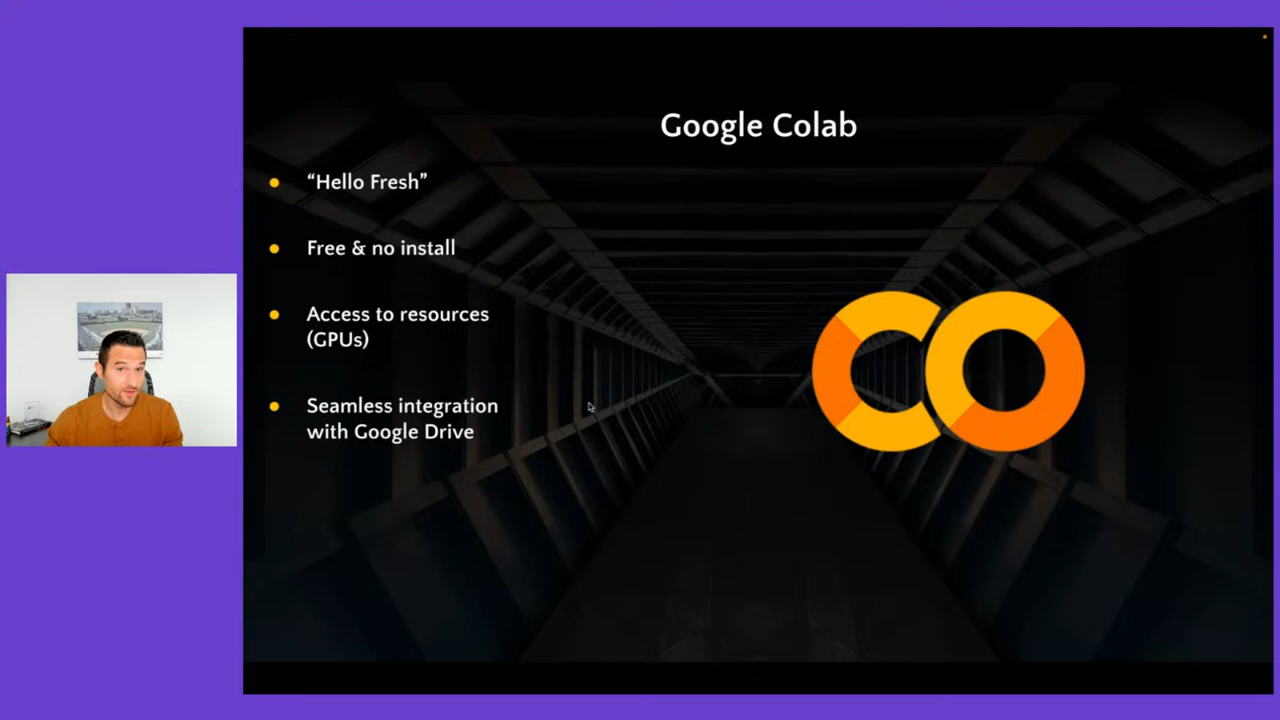 Google Colab
“Hello Fresh”
Free & no install
Access to resources
(GPUs)
Seamless integration
with Google Drive
CO